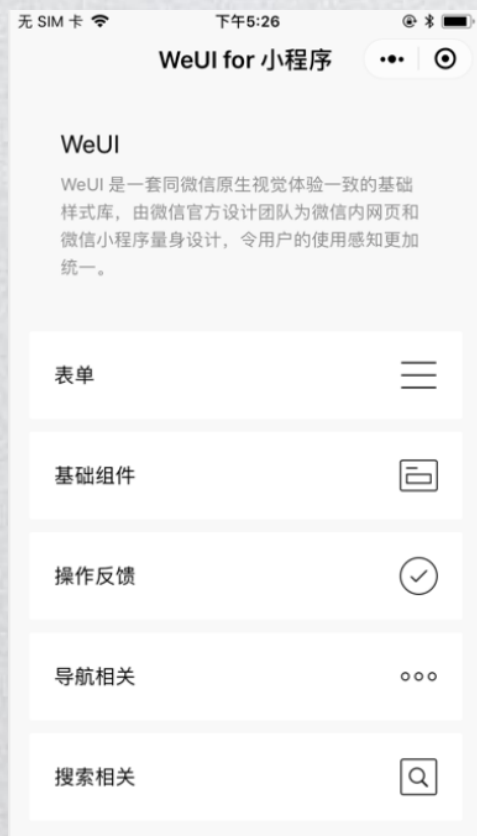 无 SIM 卡 下午5:26
WeUI for 小程序
WeUI
WeUI 是一套同微信原生视觉体验一致的基础
样式库，由微信官方设计团队为微信内网页和
微信小程序量身设计，令用户的使用感知更加
统一。
表单
基础组件
操作反馈
导航相关
搜索相关